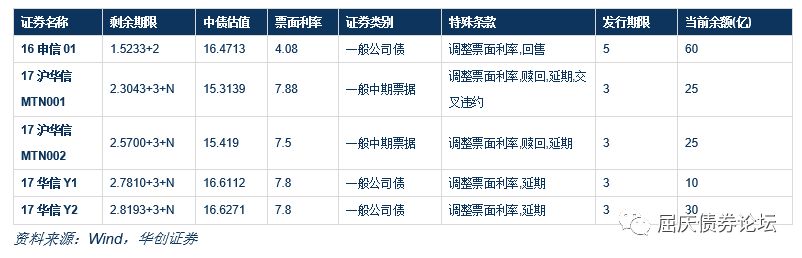 证券名称 剩余期限 中债估值 票面利率 证券类别 特殊条款 发行期限 当前余额(亿)
16 申信 01 1.5233+2 16.4713 4.08 一般公司债 调整票面利率,回售 5 60
17 沪华信 MTN001 2.3043+3+N 15.3139 7.88 一般中期票据 调整票面利率,赎回,延期,交叉违约 3 25
17 沪华信 MTN002 2.5700+3+N 15.419 7.5 一般中期票据 调整票面利率,赎回,延期 3 25
17 华信 Y1 2.7810+3+N 16.6112 7.8 一般公司债 调整票面利率,延期 3 10
17 华信 Y2 2.8193+3+N 16.6271 7.8 一般公司债 调整票面利率,延期 3 30
资料来源：Wind，华创证券
屈庆债券论坛